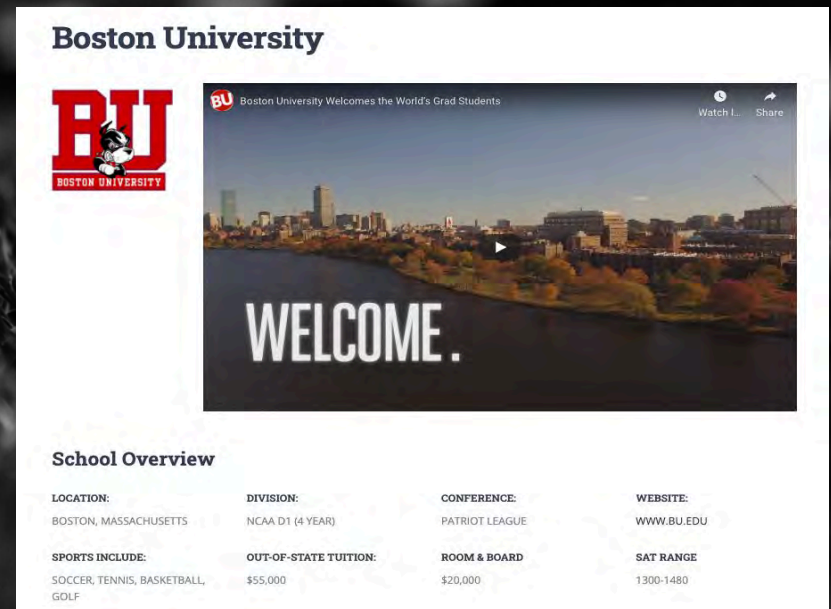 Boston University
BU
BOSTON UNIVERSITY
BU Boston University Welcomes the World's Grad Students
Watch l...
Share
WELCOME.
School Overview
LOCATION:
BOSTON, MASSACHUSETTS
DIVISION:
NCAA D1 (4 YEAR)
CONFERENCE:
PATRIOT LEAGUE
WEBSITE:
WWW.BU.EDU
SPORTS INCLUDE:
SOCCER, TENNIS, BASKETBALL,
GOLF
OUT-OF-STATE TUITION:
$55,000
ROOM & BOARD
$20,000
SAT RANGE
1300-1480